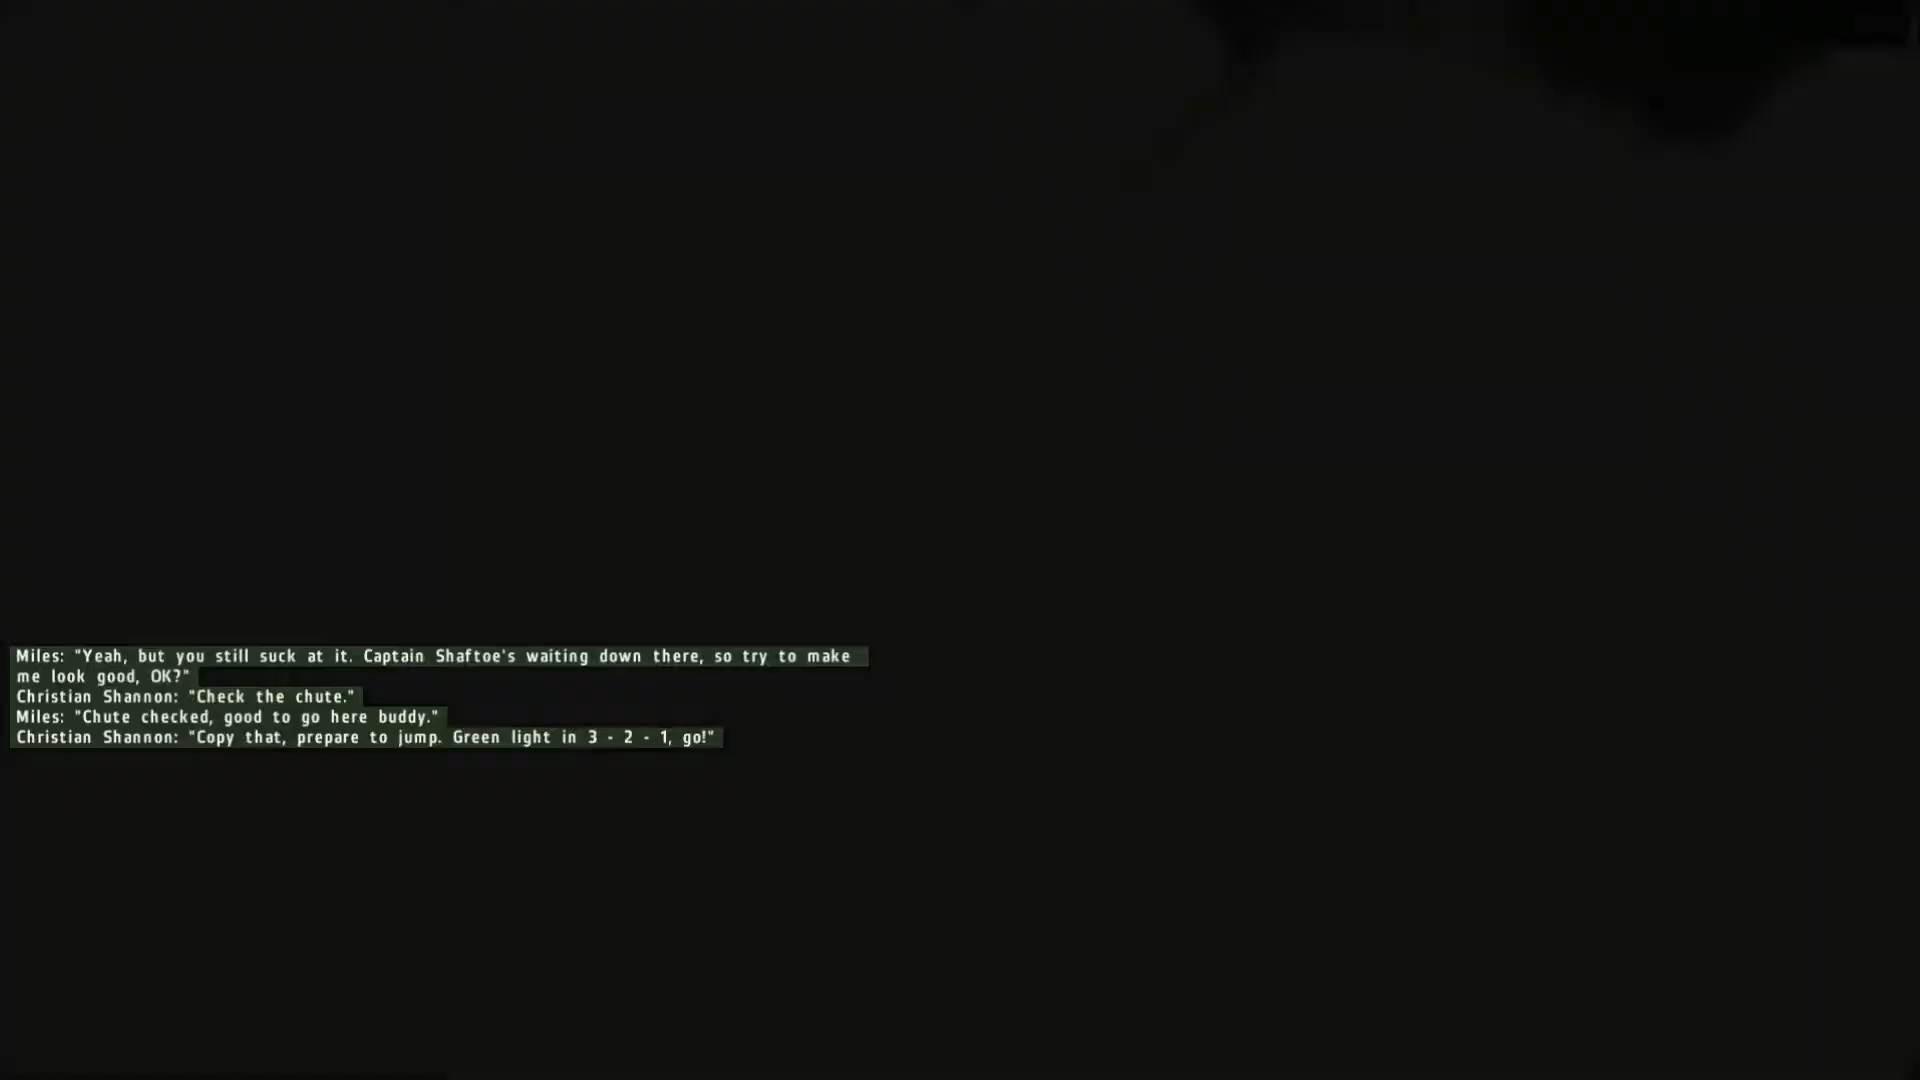 Miles: "Yeah, but you still suck at it. Captain Shaftoe's waiting down there, so try to make
me look good, OK?"
Christian Shannon: "Check the chute."
Miles: "Chute checked, good to go here buddy."
Christian Shannon: "Copy that, prepare to jump. Green light in 3 - 2 - 1, go!"